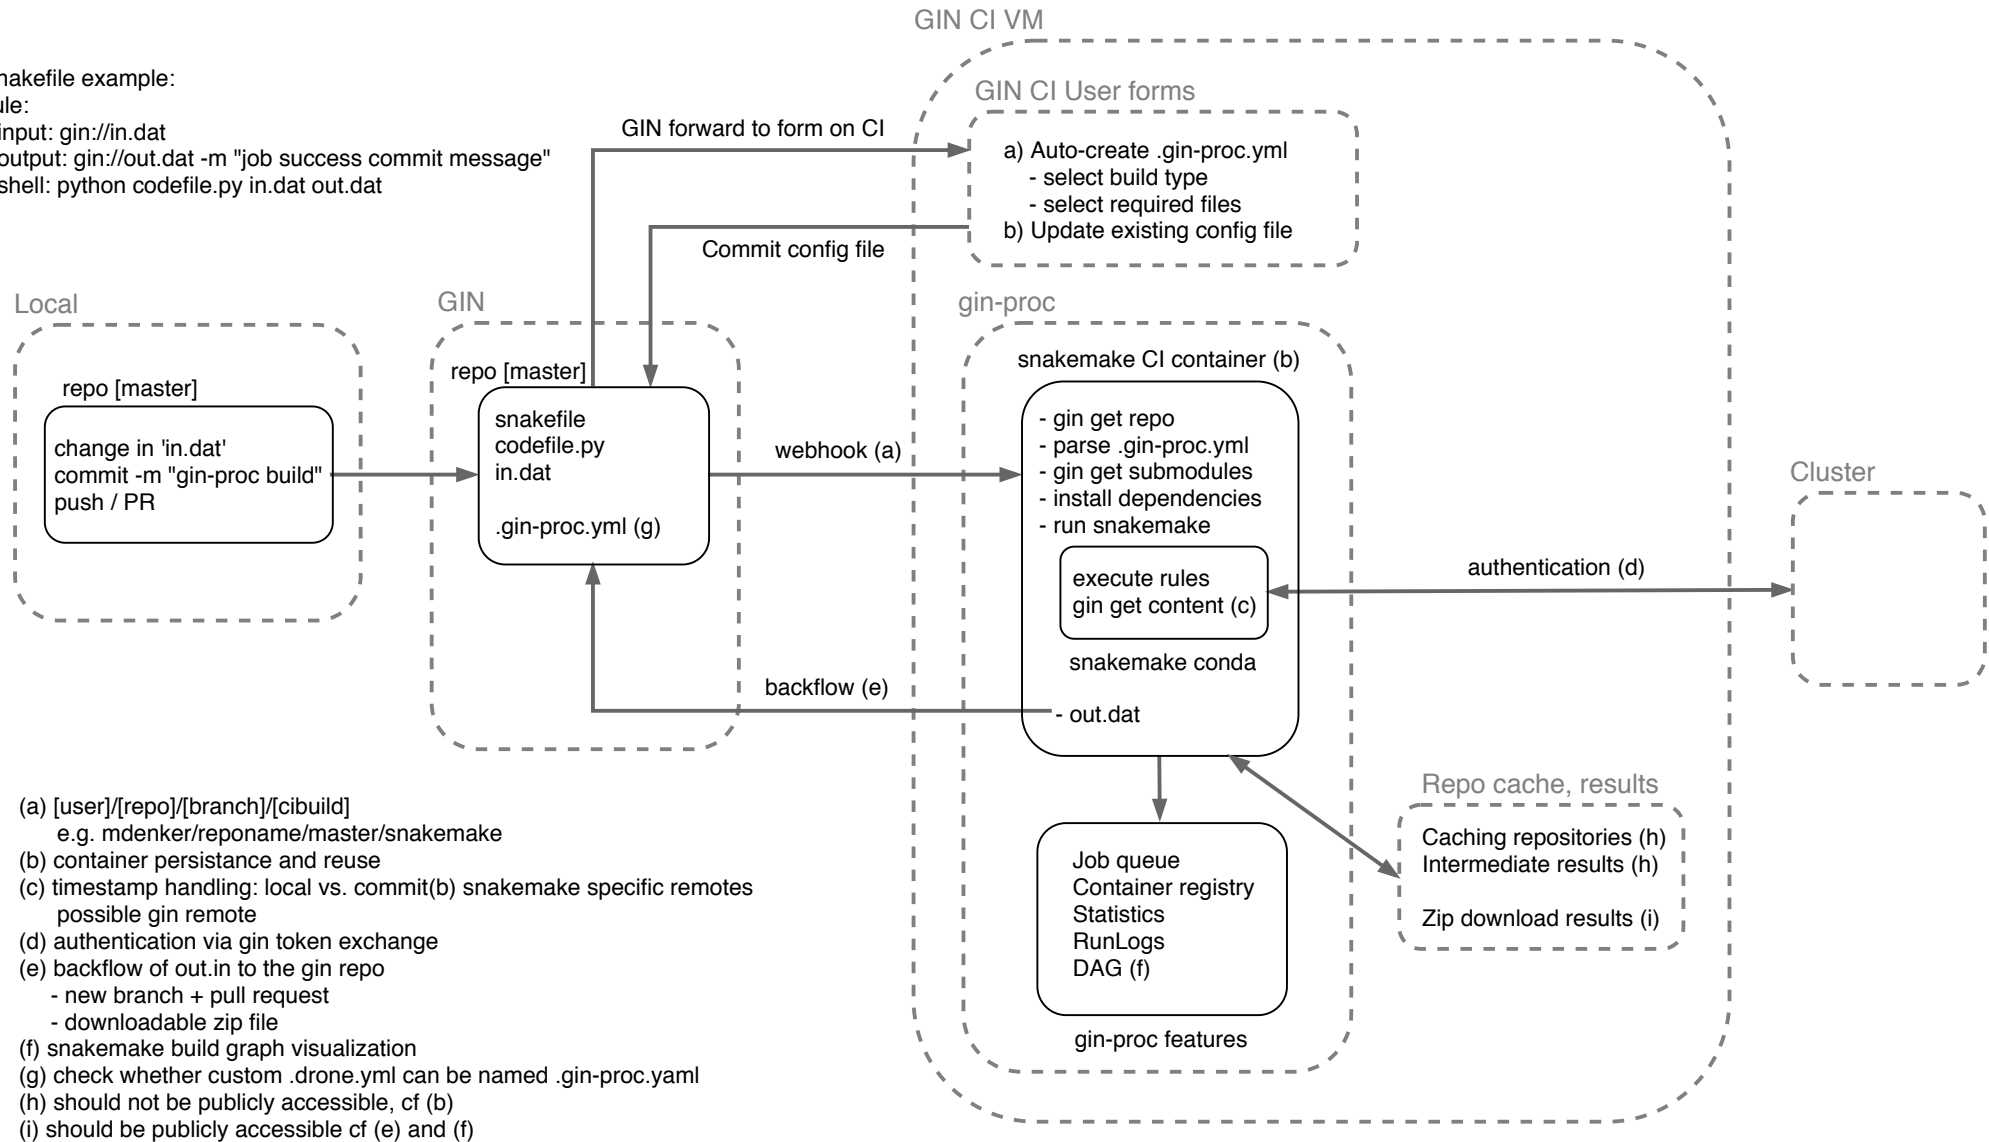 GIN CI VM
nakefile example:
ule:
input: gin://in.dat
output: gin://out.dat -m "job success commit message"
shell: python codefile.py in.dat out.dat
GIN CI User forms
GIN forward to form on CI
a) Auto-create .gin-proc.yml
- select build type
- select required files
b) Update existing config file
Commit config file
Local
repo [master]
change in 'in.dat'
commit -m "gin-proc build"
push / PR
GIN
repo [master]
snakefile
codefile.py
in.dat
.gin-proc.yml (g)
webhook (a)
backflow (e)
gin-proc
snakemake CI container (b)
- gin get repo
- parse .gin-proc.yml
- gin get submodules
- install dependencies
- run snakemake
execute rules
gin get content (c)
snakemake conda
- out.dat
authentication (d)
Cluster
Job queue
Container registry
Statistics
RunLogs
DAG (f)
gin-proc features
Repo cache, results
Caching repositories (h)
Intermediate results (h)
Zip download results (i)
(a) [user]/[repo]/[branch]/[cibuild]
e.g. mdenker/reponame/master/snakemake
(b) container persistance and reuse
(c) timestamp handling: local vs. commit(b) snakemake specific remotes
possible gin remote
(d) authentication via gin token exchange
(e) backflow of out.in to the gin repo
- new branch + pull request
- downloadable zip file
(f) snakemake build graph visualization
(g) check whether custom .drone.yml can be named .gin-proc.yaml
(h) should not be publicly accessible, cf (b)
(i) should be publicly accessible cf (e) and (f)